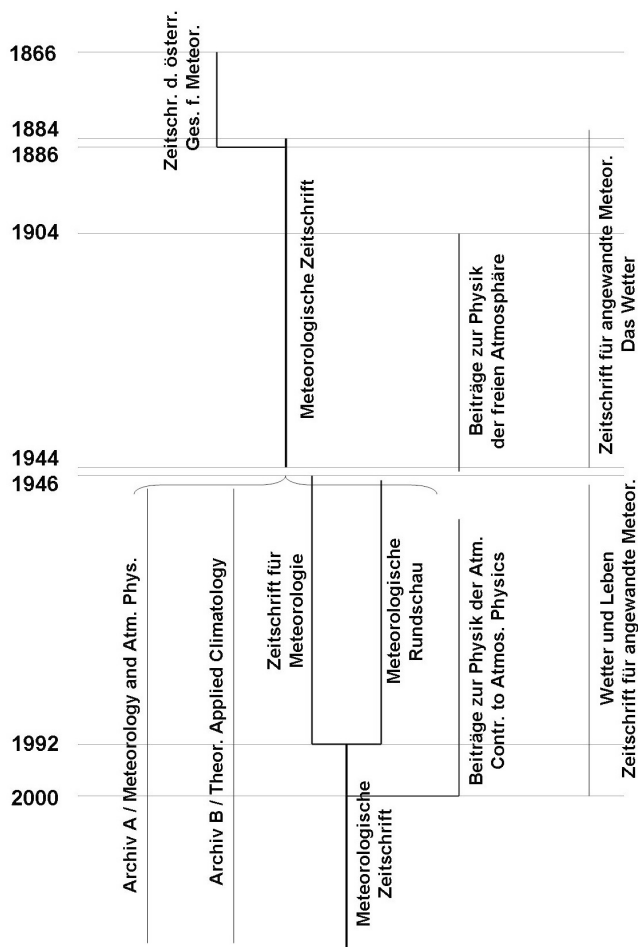 1866
1884
1886
1904
1944
1946
1992
2000
Zeitschr. d. österr.
Ges. f. Meteor.
Meteorologische Zeitschrift
Beiträge zur Physik
der freien Atmosphäre
Zeitschrift für angewandte Meteor.
Das Wetter
Archiv A / Meteorology and Atm. Phys.
Archiv B / Theor. Applied Climatology
Zeitschrift für
Meteorologie
Meteorologische
Rundschau
Beiträge zur Physik der Atm.
Contr. to Atmos. Physics
Wetter und Leben
Zeitschrift für angewandte Meteor.
Meteorologische
Zeitschrift